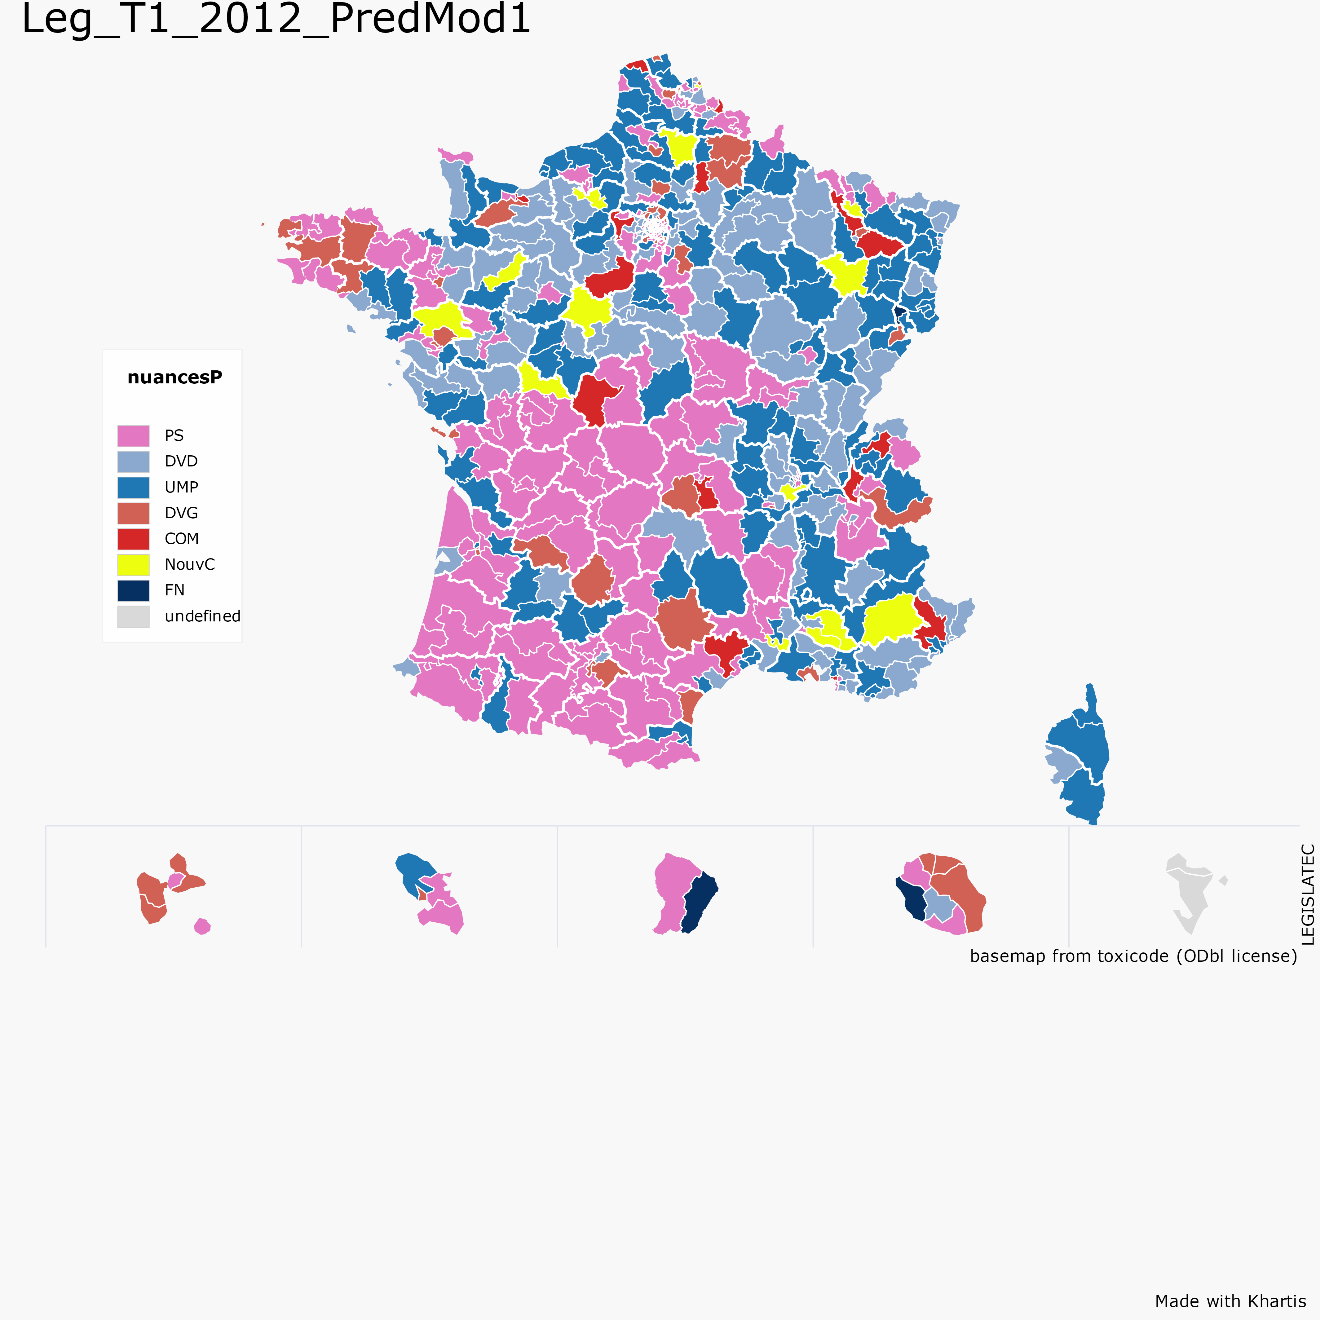 Leg_T1_2012_PredMod1
nuancesP
PS
DVD
UMP
DVG
COM
NouvC
FN
undefined
LEGISLATEC
basemap from toxicode (ODbl license)
Made with Khartis